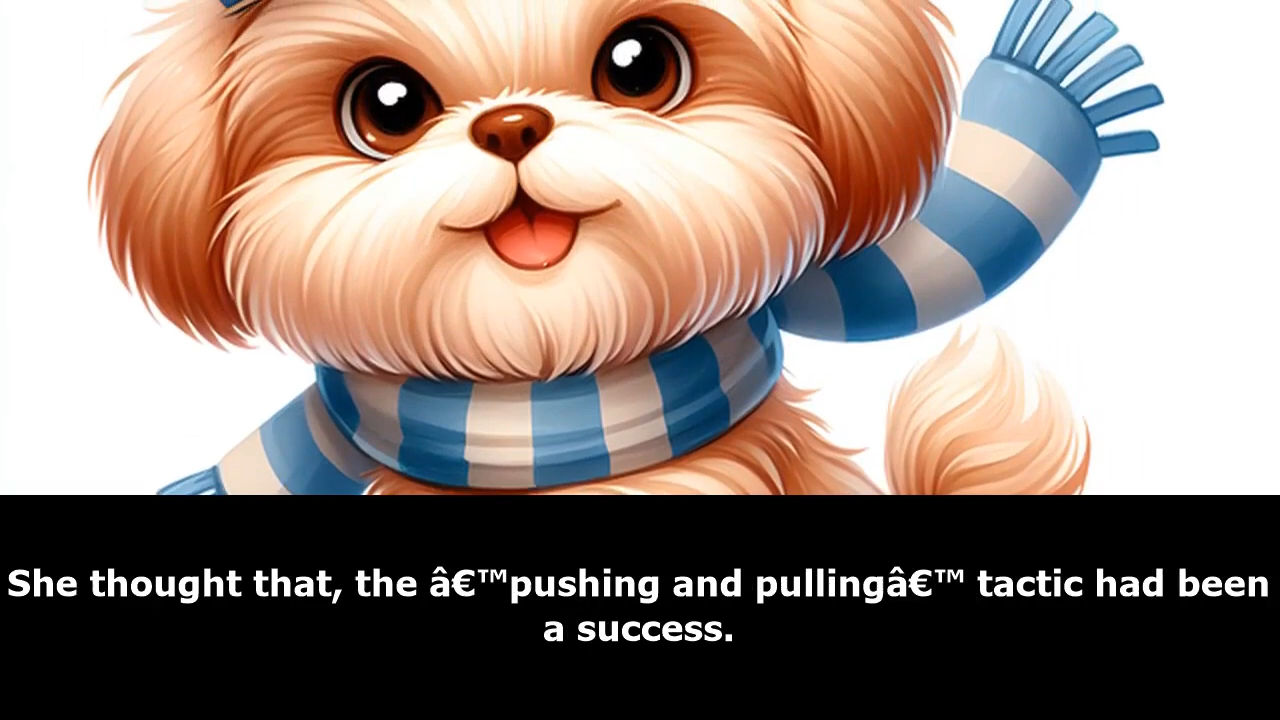 She thought that, the â€™pushing and pullingâ€™ tactic had been
a success.